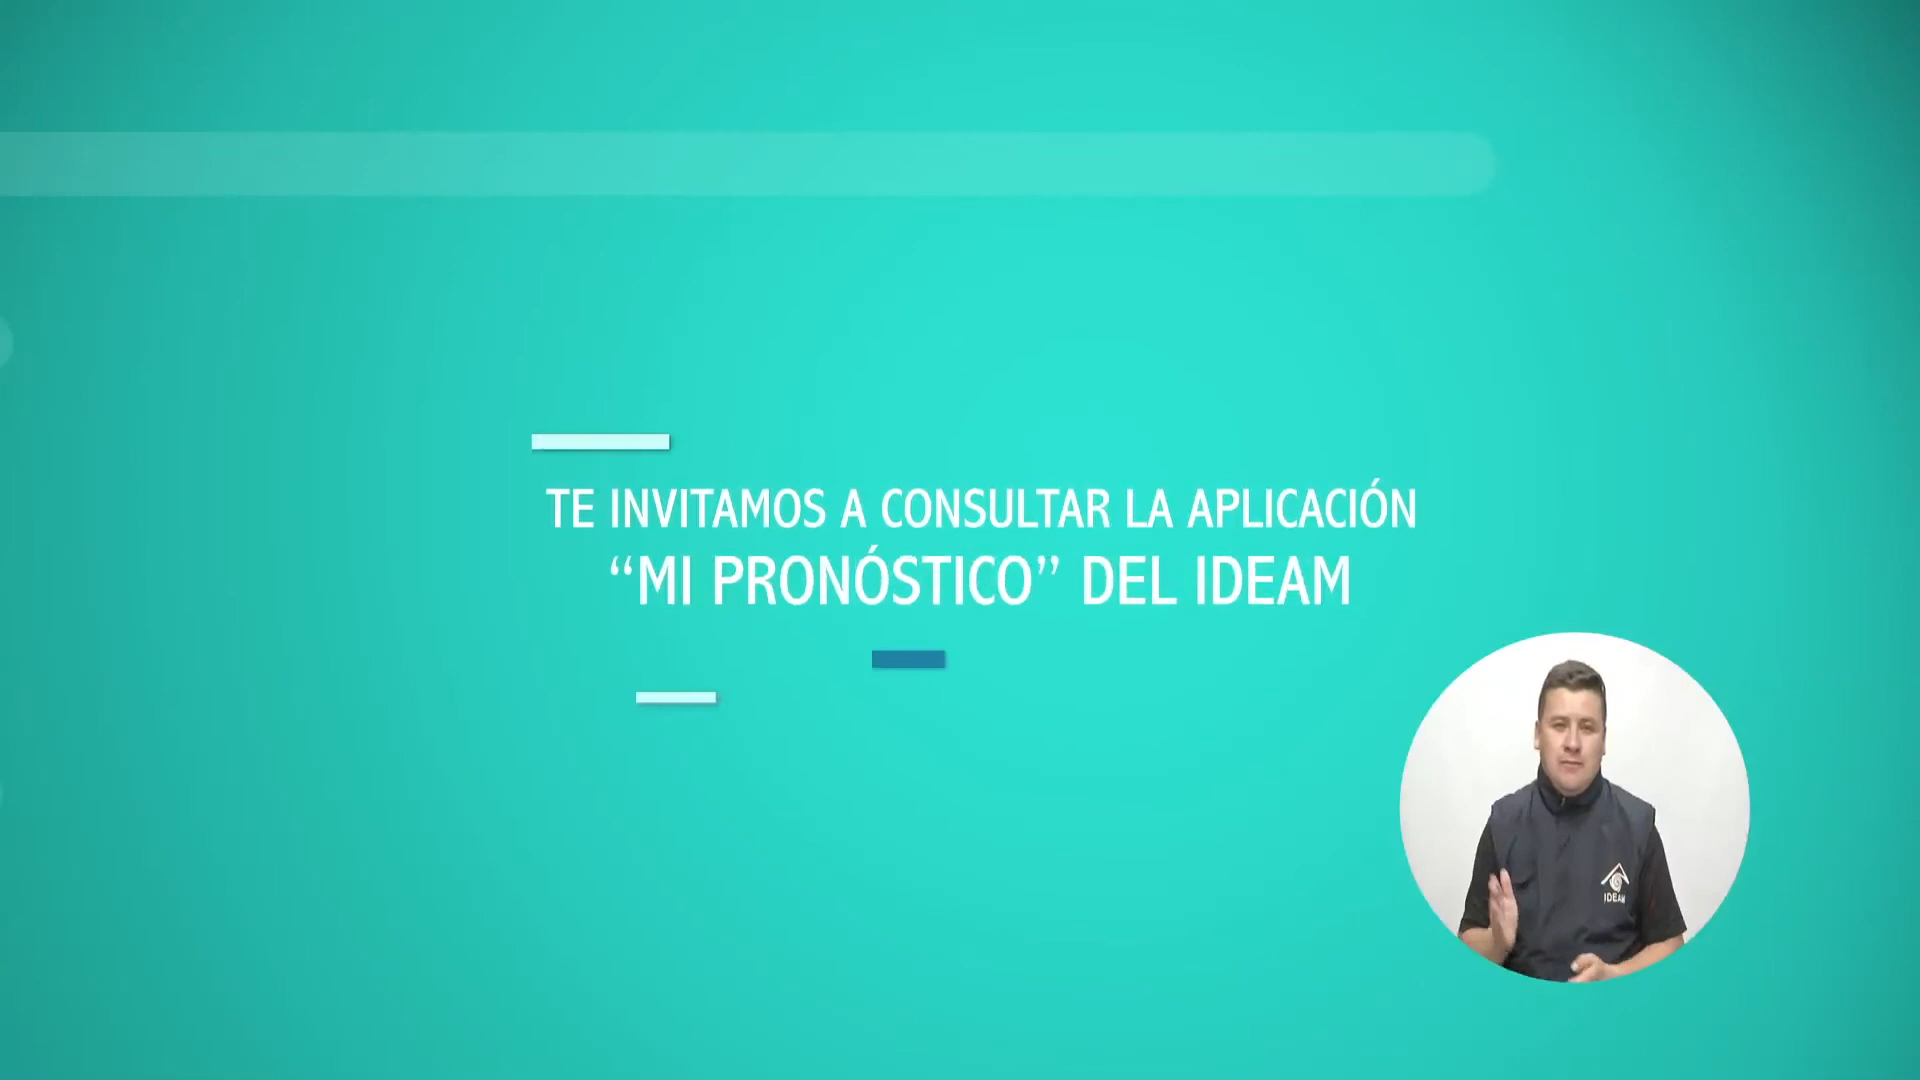 TE INVITAMOS A CONSULTAR LA APLICACIÓN
“MI PRONÓSTICO” DEL IDEAM
IDEAM